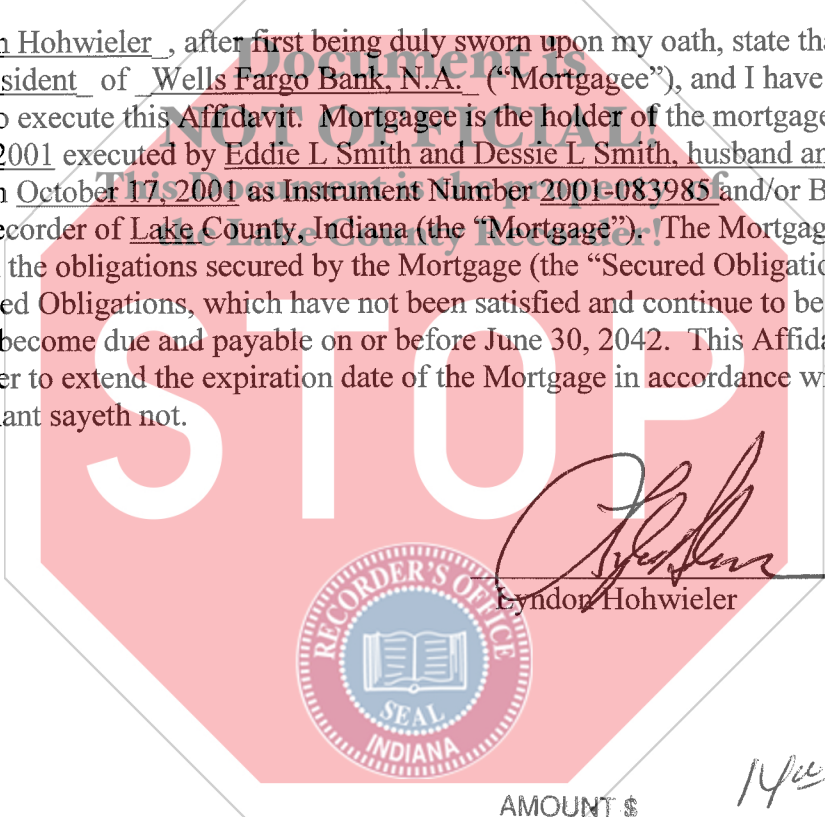 n Hohwieler , after first being duly sworn upon my oath, state tha
sident of Wells Fargo Bank, N.A. (“Mortgagee”), and I have
o execute this Affidavit. Mortgagee is the holder of the mortgage
2001 executed by Eddie L Smith and Dessie L Smith, husband an
n October 17, 2001 as Instrument Number 2001-083985 and/or B
ecorder of Lake County, Indiana (the “Mortgage”). The Mortgag
the obligations secured by the Mortgage (the “Secured Obligatio
ed Obligations, which have not been satisfied and continue to be
become due and payable on or before June 30, 2042. This Affida
er to extend the expiration date of the Mortgage in accordance w
ant sayeth not.
Document is
NOT OFFICIAL!
This Document is the property of
the Lake County Recorder!
STOP
Lyndon Hohwieler
RECORDER'S OFFICE
SEAL
INDIANA
AMOUNT $